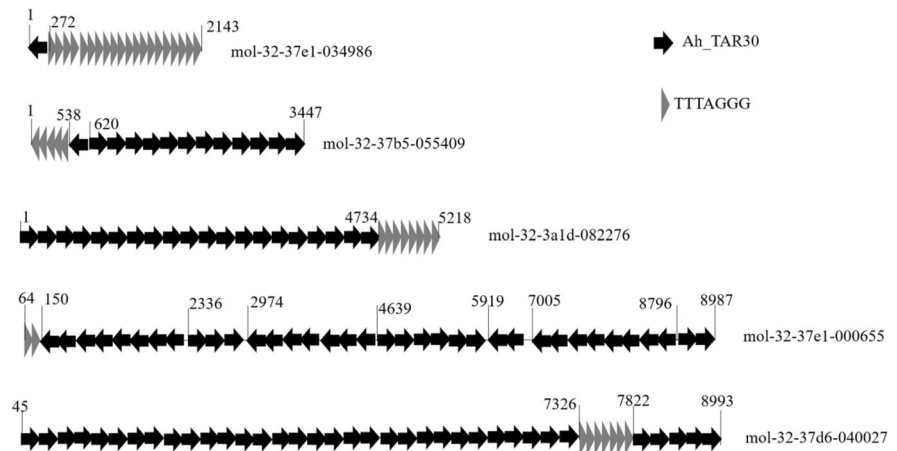 1 272 2143
mol-32-37e1-034986
Ah_TAR30
TTTAGGG
1 538 620 3447
mol-32-37b5-055409
1 4734 5218
mol-32-3a1d-082276
64 150 2336 2974 4639 5919 7005 8796 8987
mol-32-37e1-000655
45 7326 7822 8993
mol-32-37d6-040027